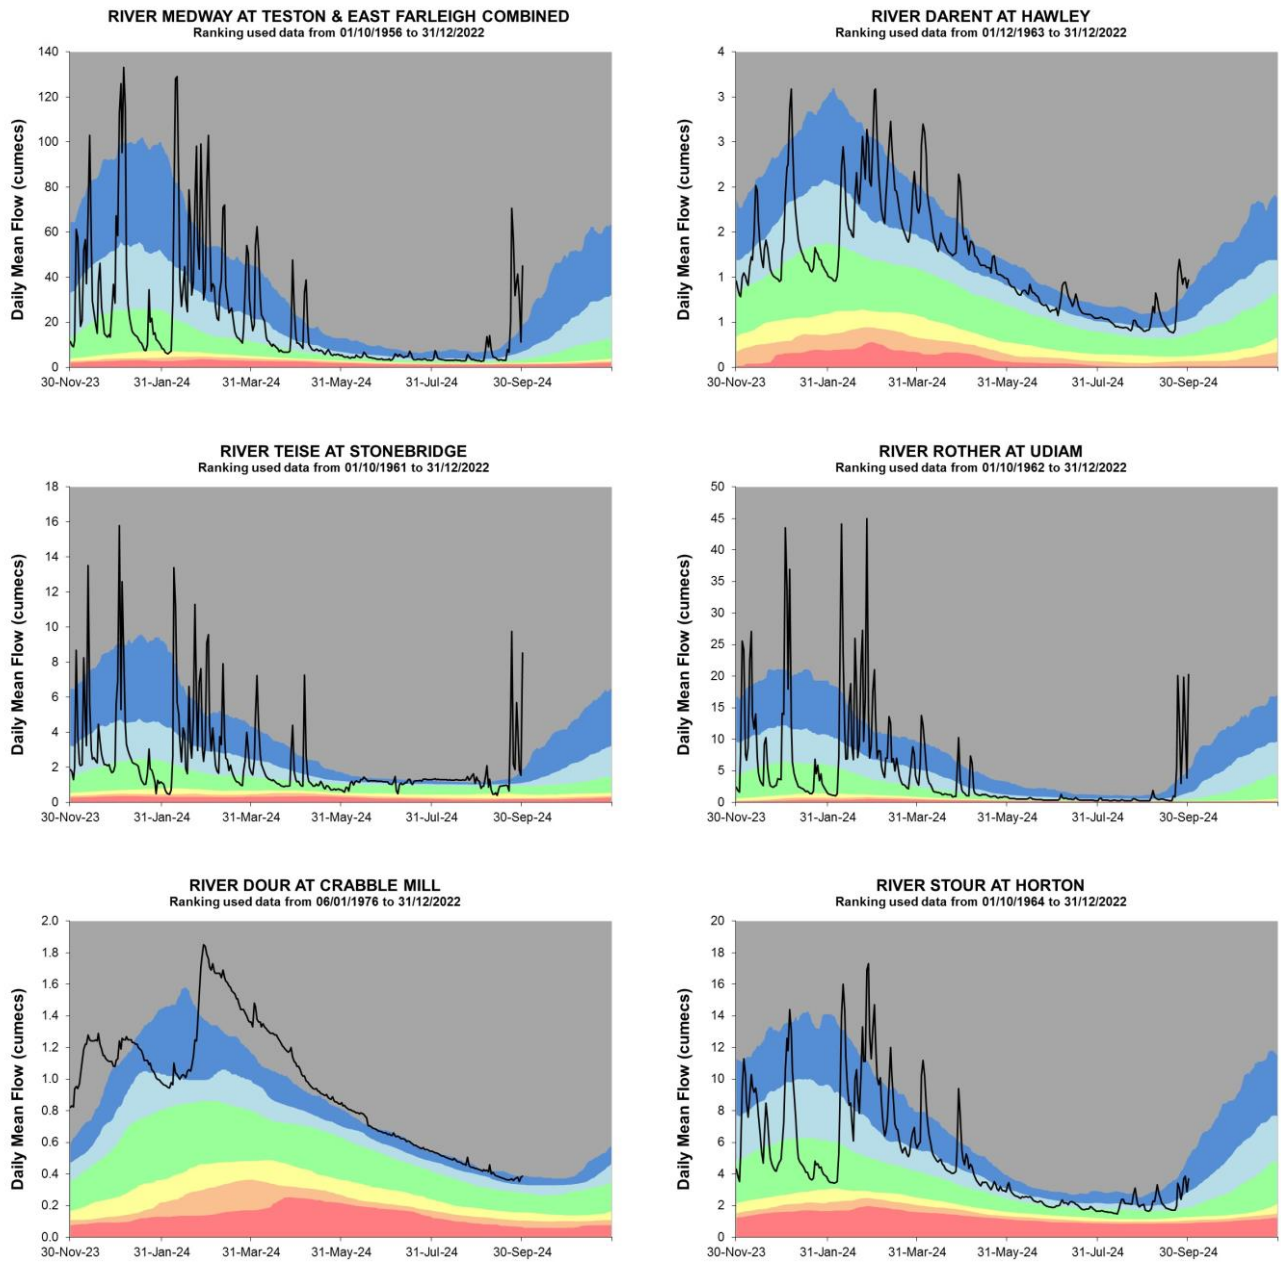 RIVER MEDWAY AT TESTON & EAST FARLEIGH COMBINED
Ranking used data from 01/10/1956 to 31/12/2022
Daily Mean Flow (cumecs)
140
120
100
80
60
40
20
0
30-Nov-23 31-Jan-24 31-Mar-24 31-May-24 31-Jul-24 30-Sep-24
RIVER DARENT AT HAWLEY
Ranking used data from 01/12/1963 to 31/12/2022
Daily Mean Flow (cumecs)
4
3
3
2
2
1
1
0
30-Nov-23 31-Jan-24 31-Mar-24 31-May-24 31-Jul-24 30-Sep-24
RIVER TEISE AT STONEBRIDGE
Ranking used data from 01/10/1961 to 31/12/2022
Daily Mean Flow (cumecs)
18
16
14
12
10
8
6
4
2
0
30-Nov-23 31-Jan-24 31-Mar-24 31-May-24 31-Jul-24 30-Sep-24
RIVER ROTHER AT UDIAM
Ranking used data from 01/10/1962 to 31/12/2022
Daily Mean Flow (cumecs)
50
45
40
35
30
25
20
15
10
5
0
30-Nov-23 31-Jan-24 31-Mar-24 31-May-24 31-Jul-24 30-Sep-24
RIVER DOUR AT CRABBLE MILL
Ranking used data from 06/01/1976 to 31/12/2022
Daily Mean Flow (cumecs)
2.0
1.8
1.6
1.4
1.2
1.0
0.8
0.6
0.4
0.2
0.0
30-Nov-23 31-Jan-24 31-Mar-24 31-May-24 31-Jul-24 30-Sep-24
RIVER STOUR AT HORTON
Ranking used data from 01/10/1964 to 31/12/2022
Daily Mean Flow (cumecs)
20
18
16
14
12
10
8
6
4
2
0
30-Nov-23 31-Jan-24 31-Mar-24 31-May-24 31-Jul-24 30-Sep-24